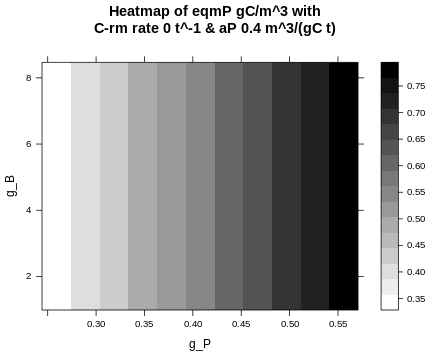 Heatmap of eqmP gC/m^3 with
C-rm rate 0 t^-1 & aP 0.4 m^3/(gC t)
8
6
4
2
g_B
0.30 0.35 0.40 0.45 0.50 0.55
g_P
0.75
0.70
0.65
0.60
0.55
0.50
0.45
0.40
0.35